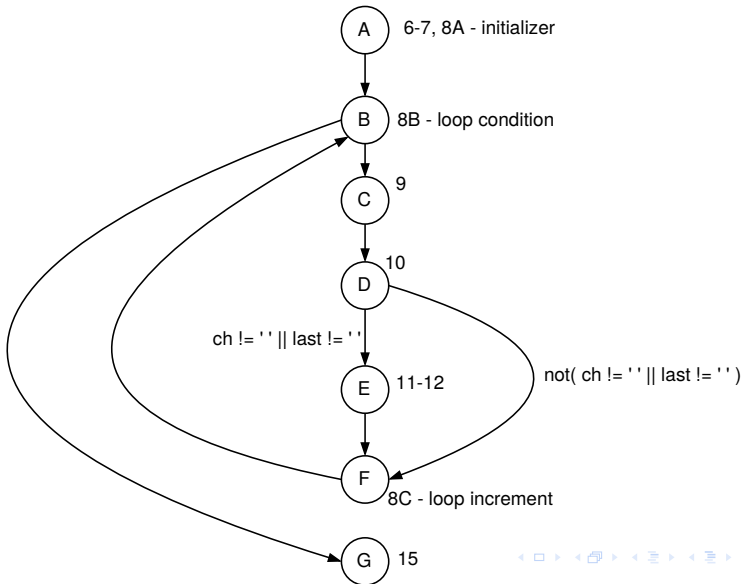 A 6-7, 8A - initializer
B 8B - loop condition
C 9
D 10
ch != ' ' || last != ' '
not( ch != ' ' || last != ' ' )
E 11-12
F 8C - loop increment
G 15